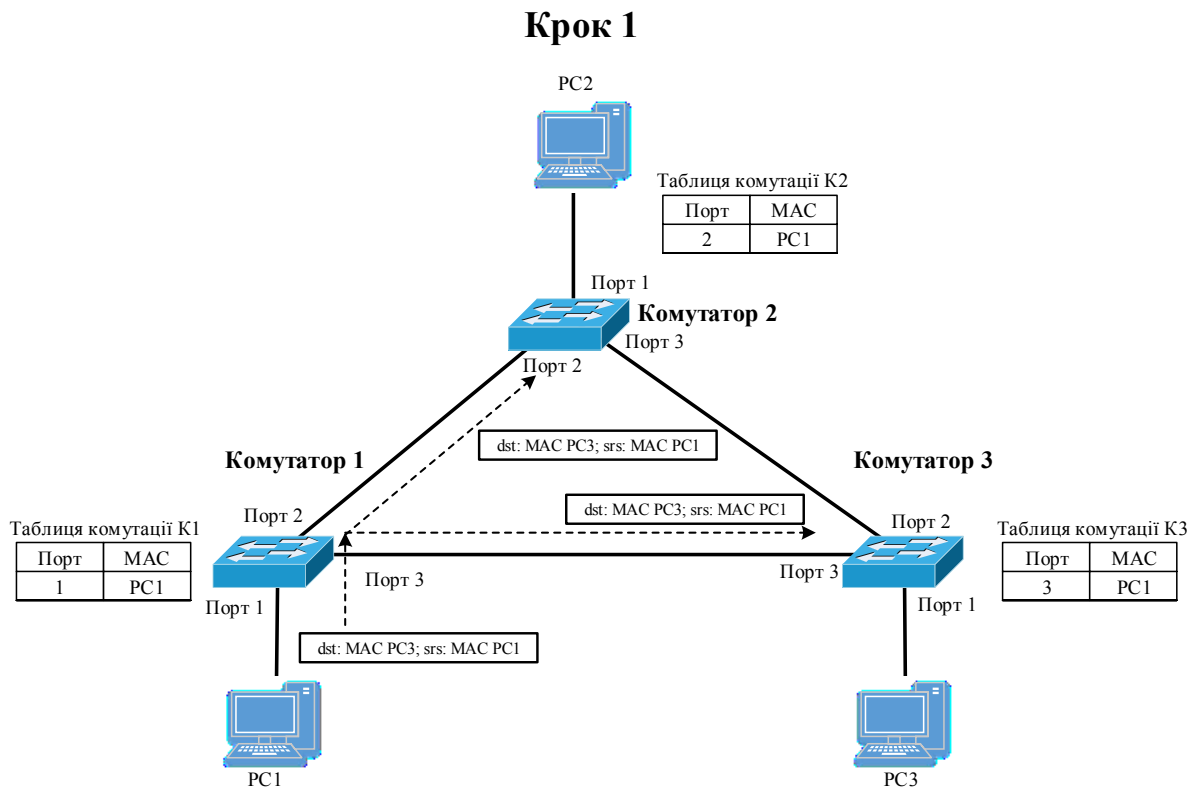 Крок 1
PC2
Таблиця комутації К2
Порт MAC
2 PC1
Порт 1
Комутатор 2
Порт 3
Порт 2
dst: MAC PC3; srs: MAC PC1
Комутатор 1
Комутатор 3
dst: MAC PC3; srs: MAC PC1
Порт 2
Порт 2
Таблиця комутації К1
Порт MAC
1 PC1
Таблиця комутації К3
Порт MAC
3 PC1
Порт 3
Порт 3
Порт 1
Порт 1
dst: MAC PC3; srs: MAC PC1
PC1
PC3